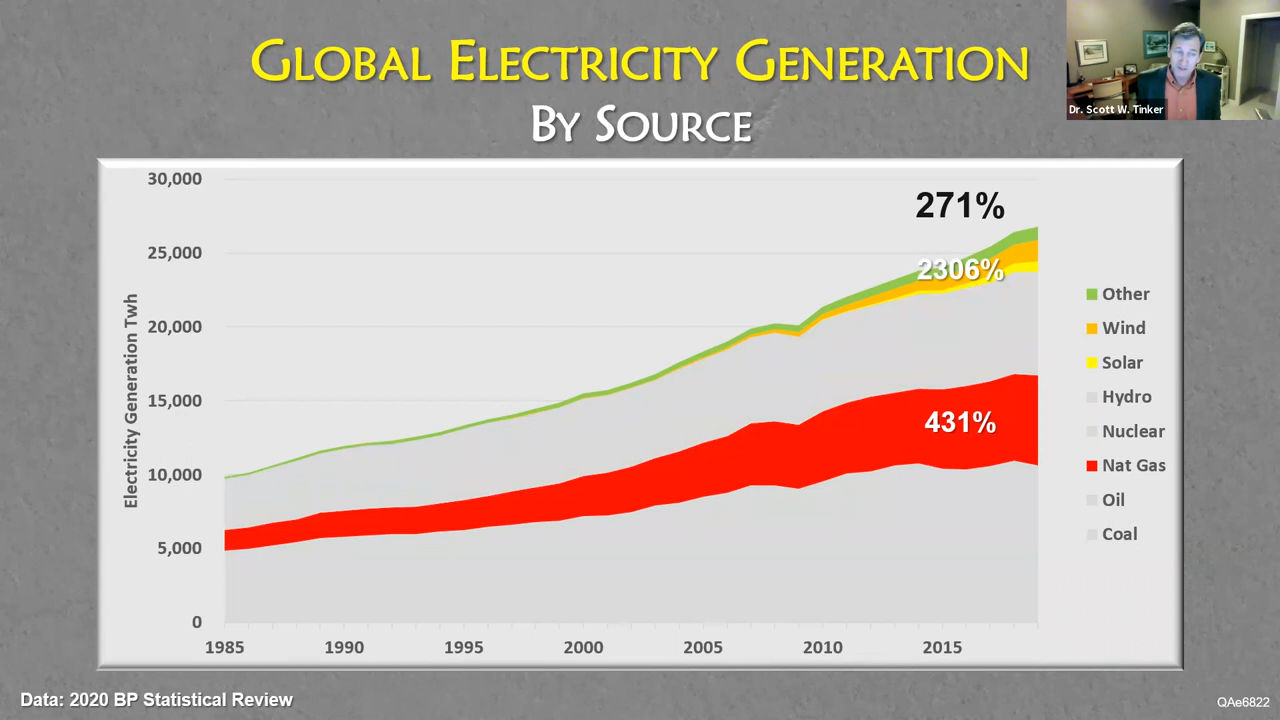 GLOBAL ELECTRICITY GENERATION
BY SOURCE
Dr. Scott W. Tinker
30,000
25,000
20,000
15,000
10,000
5,000
0
Electricity Generation Twh
271%
2306%
431%
1985 1990 1995 2000 2005 2010 2015
Other
Wind
Solar
Hydro
Nuclear
Nat Gas
Oil
Coal
Data: 2020 BP Statistical Review
QAe6822